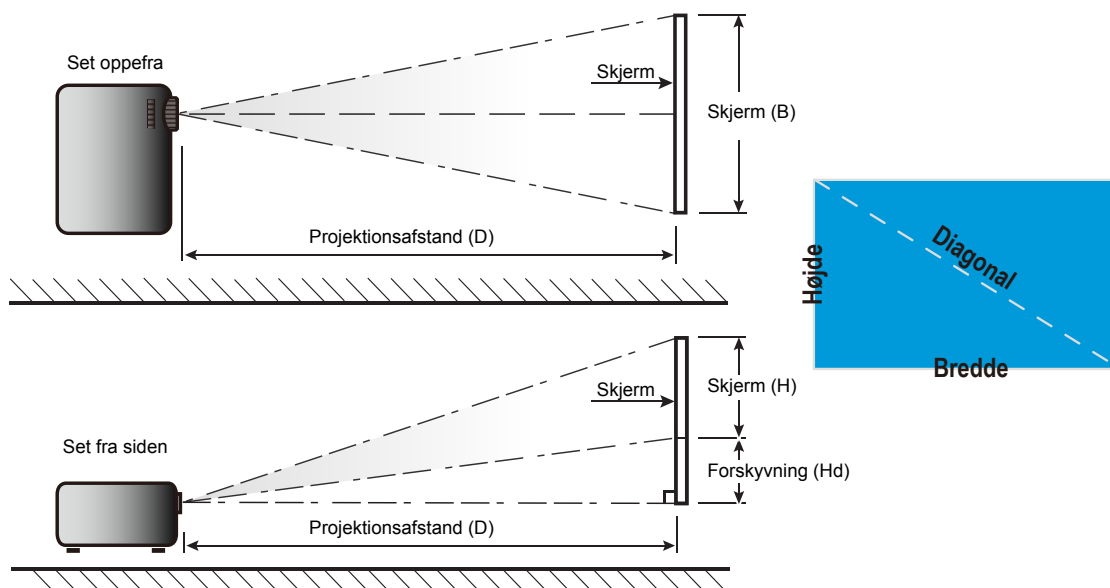 Set oppefra
Skjerm
Skjerm (B)
Projektionsafstand (D)
Højde
Diagonal
Bredde
Skjerm
Skjerm (H)
Set fra siden
Forskyvning (Hd)
Projektionsafstand (D)